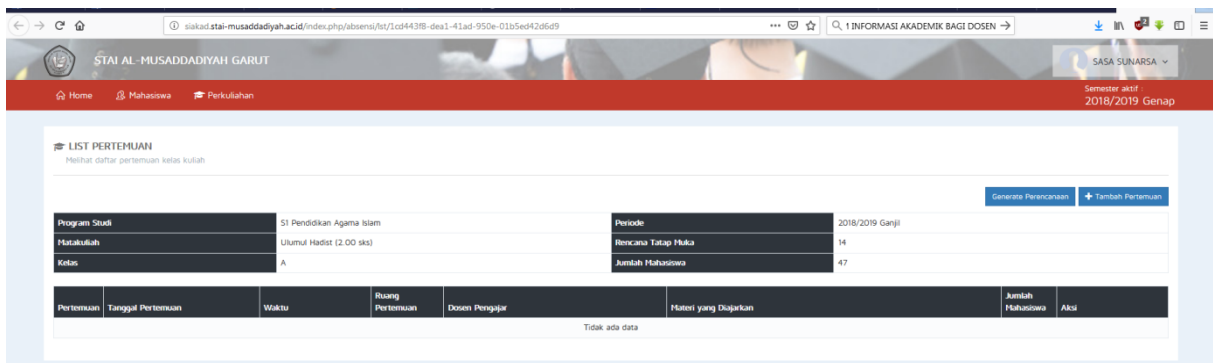 siakad.stai-musaddadiyah.ac.id/index.php/absensi/lst/1cd443f8-dea1-41ad-950e-01b5ed42d6d9
1 INFORMASI AKADEMIK BAGI DOSEN
2
STAI AL-MUSADDADIYAH GARUT
SASA SUNARSA
Home Mahasiswa Perkuliahan
Semester aktif :
2018/2019 Genap
LIST PERTEMUAN
Melihat daftar pertemuan kelas kuliah
Generate Perencanaan + Tambah Pertemuan
Program Studi S1 Pendidikan Agama Islam Periode 2018/2019 Ganjil
Matakuliah Ulumul Hadist (2.00 sks) Rencana Tatap Muka 14
Kelas A Jumlah Mahasiswa 47
Pertemuan Tanggal Pertemuan Waktu Ruang Pertemuan Dosen Pengajar Materi yang Diajarkan Jumlah Mahasiswa Aksi
Tidak ada data